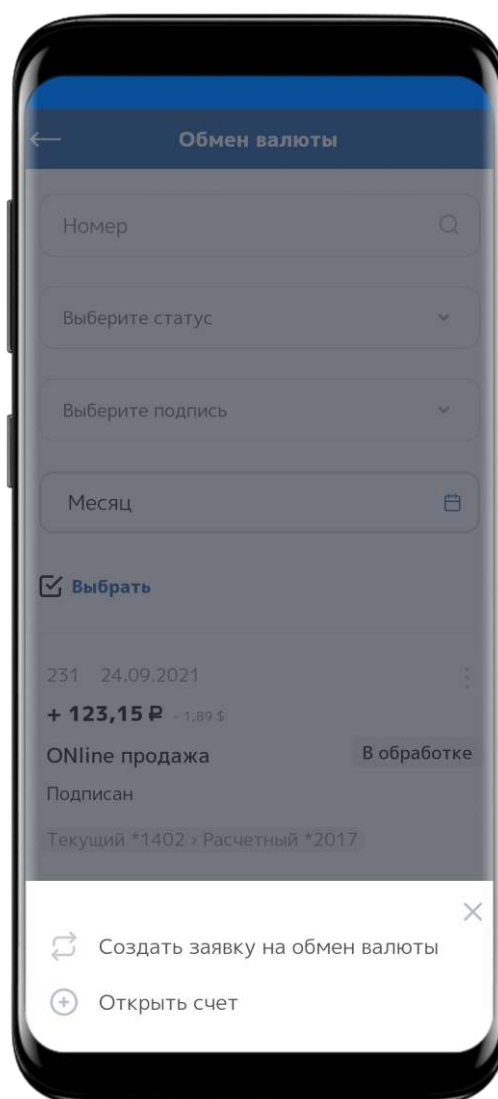 Обмен валюты
Номер
Выберите статус
Выберите подпись
Месяц
Выбрать
231 24.09.2021
+ 123,15 ₽ - 1,89 $
ONline продажа В обработке
Подписан
Текущий *1402 › Расчетный *2017
Создать заявку на обмен валюты
Открыть счет